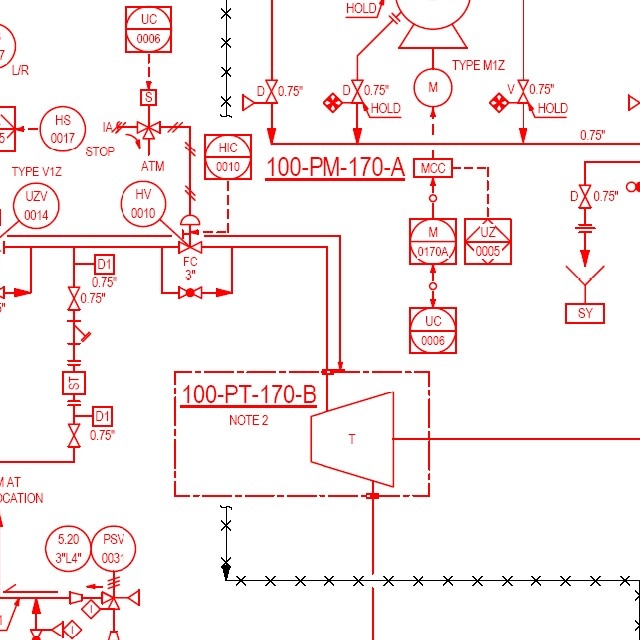 HOLD
UC
0006
L/R
TYPE M1Z
M
D 0.75"
D 0.75"
V 0.75"
HOLD
HOLD
S
HS
0017
IA
STOP
ATM
HIC
0010
0.75"
100-PM-170-A
MCC
TYPE V1Z
UZV
0014
HV
0010
D 0.75"
M
0170A
UZ
0005
FC
3"
D1
0.75"
0.75"
SY
UC
0006
ST
100-PT-170-B
NOTE 2
D1
0.75"
T
M AT
OCATION
5.20
3"L4"
PSV
003
I
I